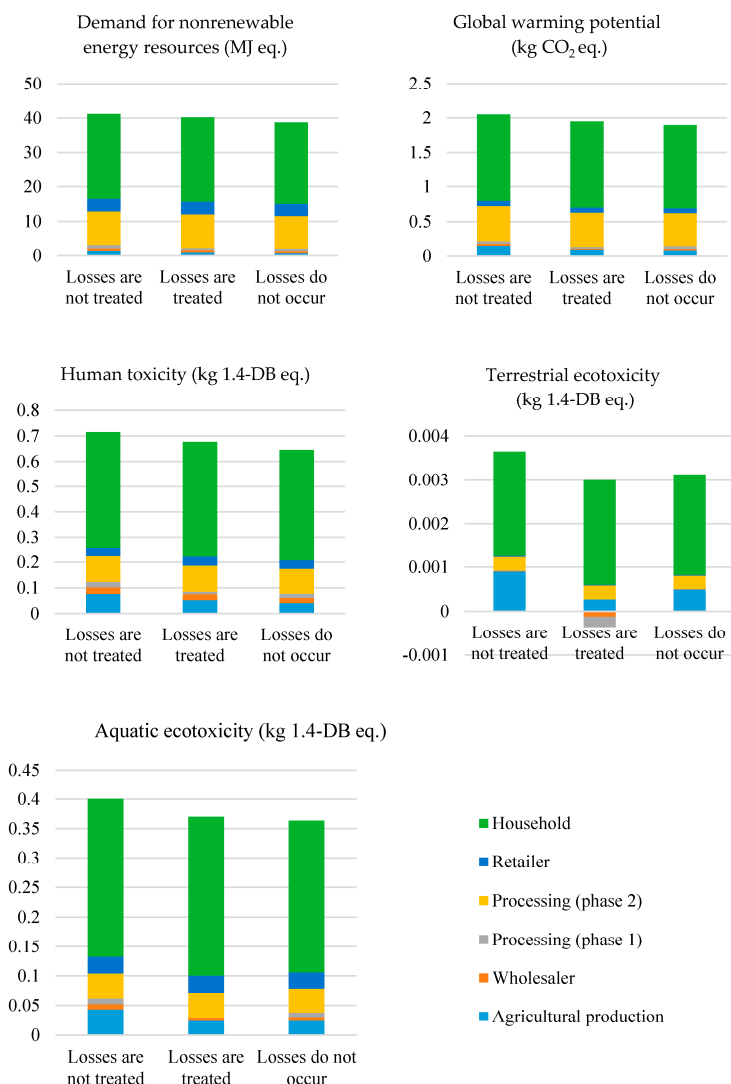 Demand for nonrenewable
energy resources (MJ eq.)
50
40
30
20
10
0
Losses are
not treated
Losses are
treated
Losses do
not occur
Global warming potential
(kg CO₂ eq.)
2.5
2
1.5
1
0.5
0
Losses are
not treated
Losses are
treated
Losses do
not occur
Human toxicity (kg 1.4-DB eq.)
0.8
0.7
0.6
0.5
0.4
0.3
0.2
0.1
0
Losses are
not treated
Losses are
treated
Losses do
not occur
Terrestrial ecotoxicity
(kg 1.4-DB eq.)
0.004
0.003
0.002
0.001
0
-0.001
Losses are
not treated
Losses are
treated
Losses do
not occur
Aquatic ecotoxicity (kg 1.4-DB eq.)
0.45
0.4
0.35
0.3
0.25
0.2
0.15
0.1
0.05
0
Losses are
not treated
Losses are
treated
Losses do not
occur
Household
Retailer
Processing (phase 2)
Processing (phase 1)
Wholesaler
Agricultural production